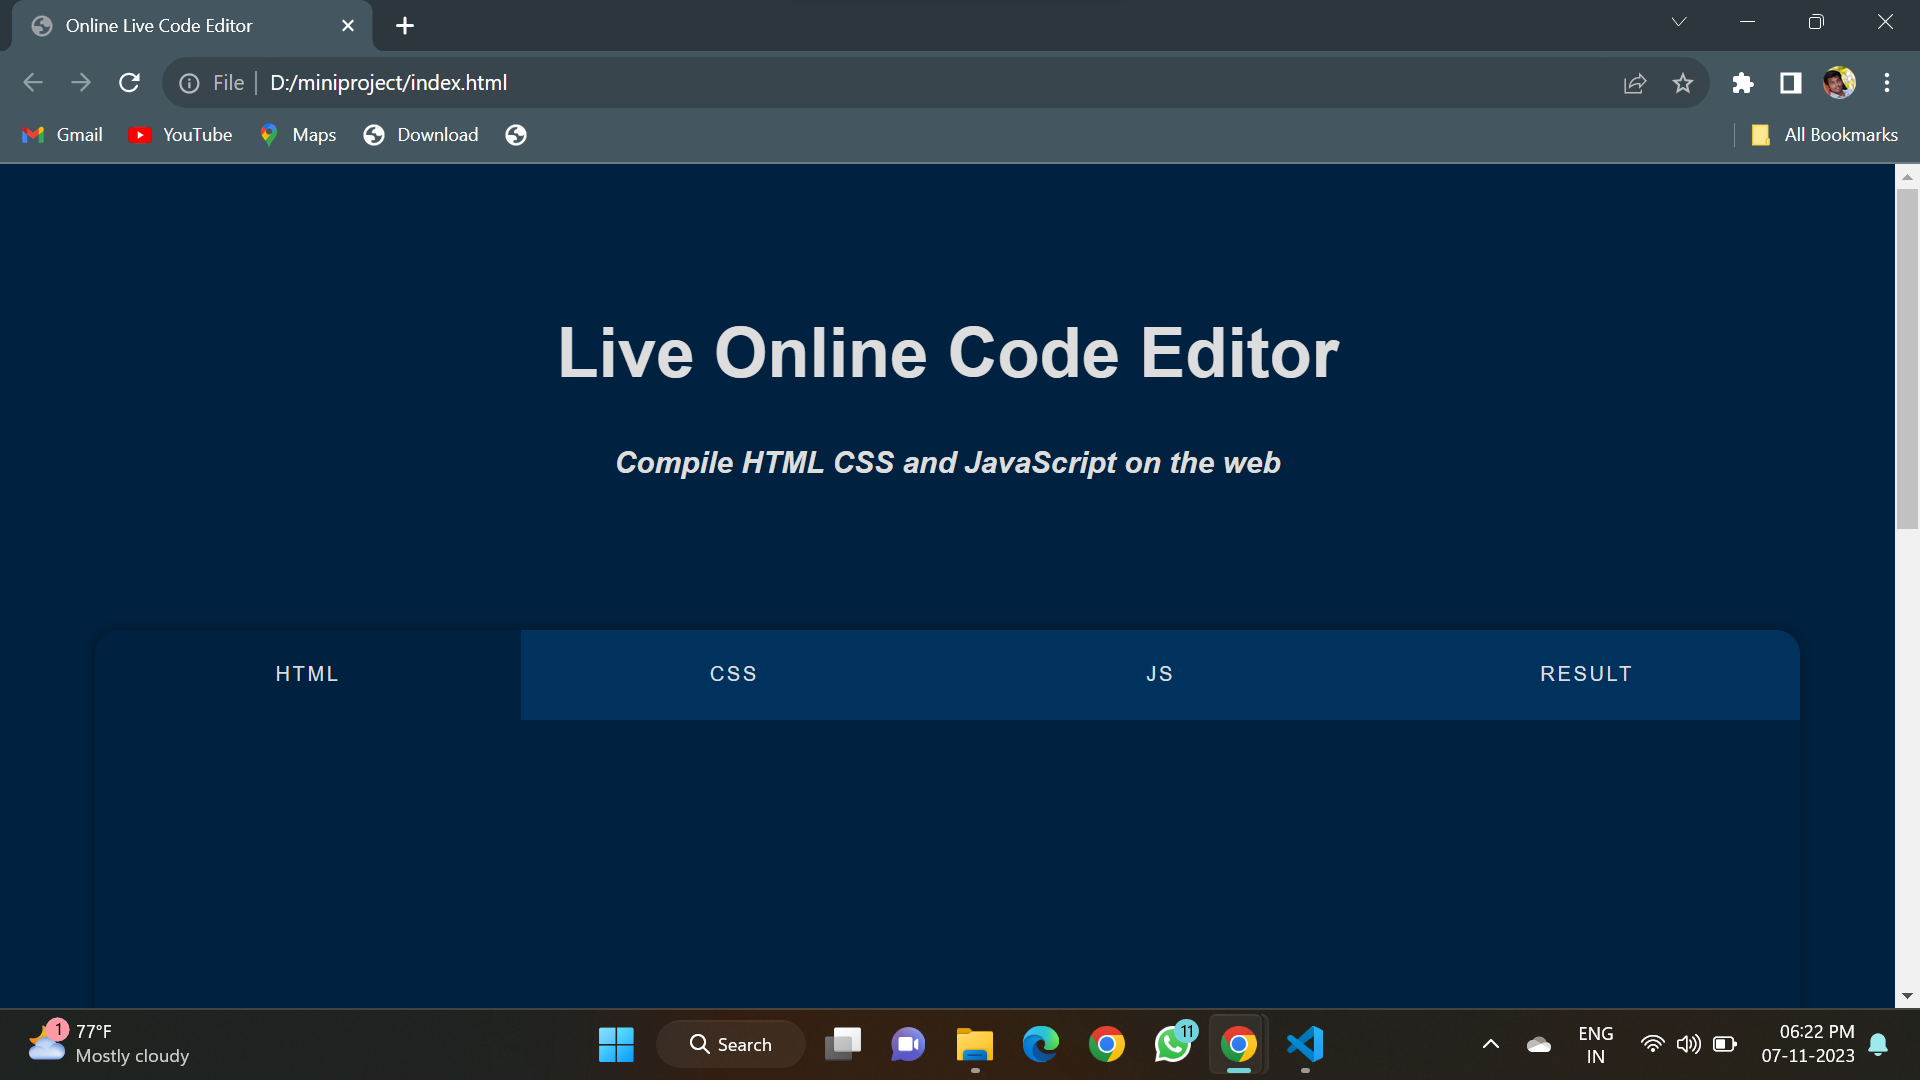 Online Live Code Editor
File D:/miniproject/index.html
Gmail YouTube Maps Download All Bookmarks
Live Online Code Editor
Compile HTML CSS and JavaScript on the web
HTML CSS JS RESULT
1 77°F
Mostly cloudy
Search
11
ENG
IN
06:22 PM
07-11-2023